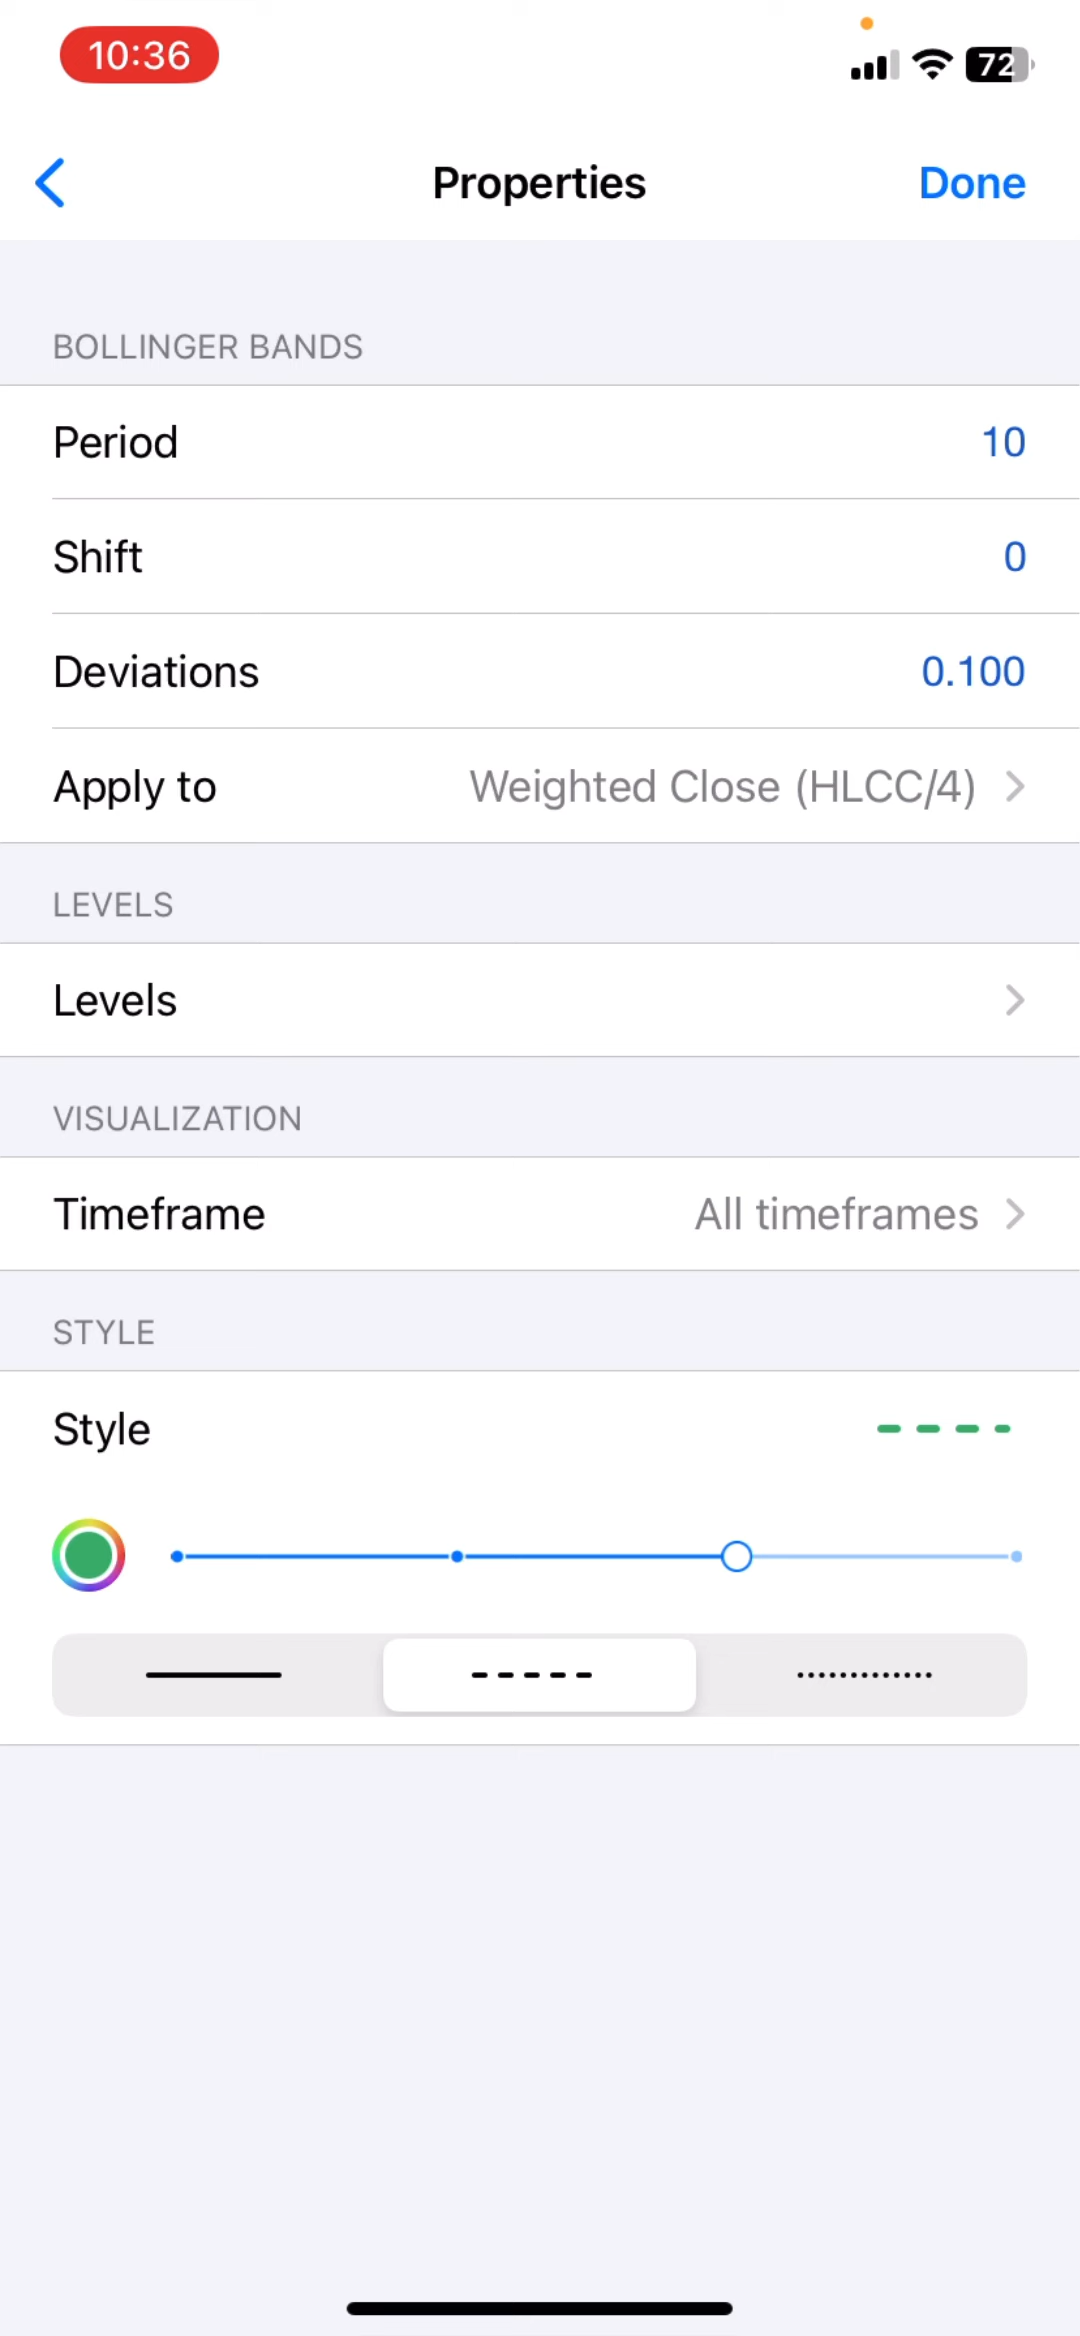 10:36
72
Properties
Done
BOLLINGER BANDS
Period 10
Shift 0
Deviations 0.100
Apply to Weighted Close (HLCC/4)
LEVELS
Levels
VISUALIZATION
Timeframe All timeframes
STYLE
Style